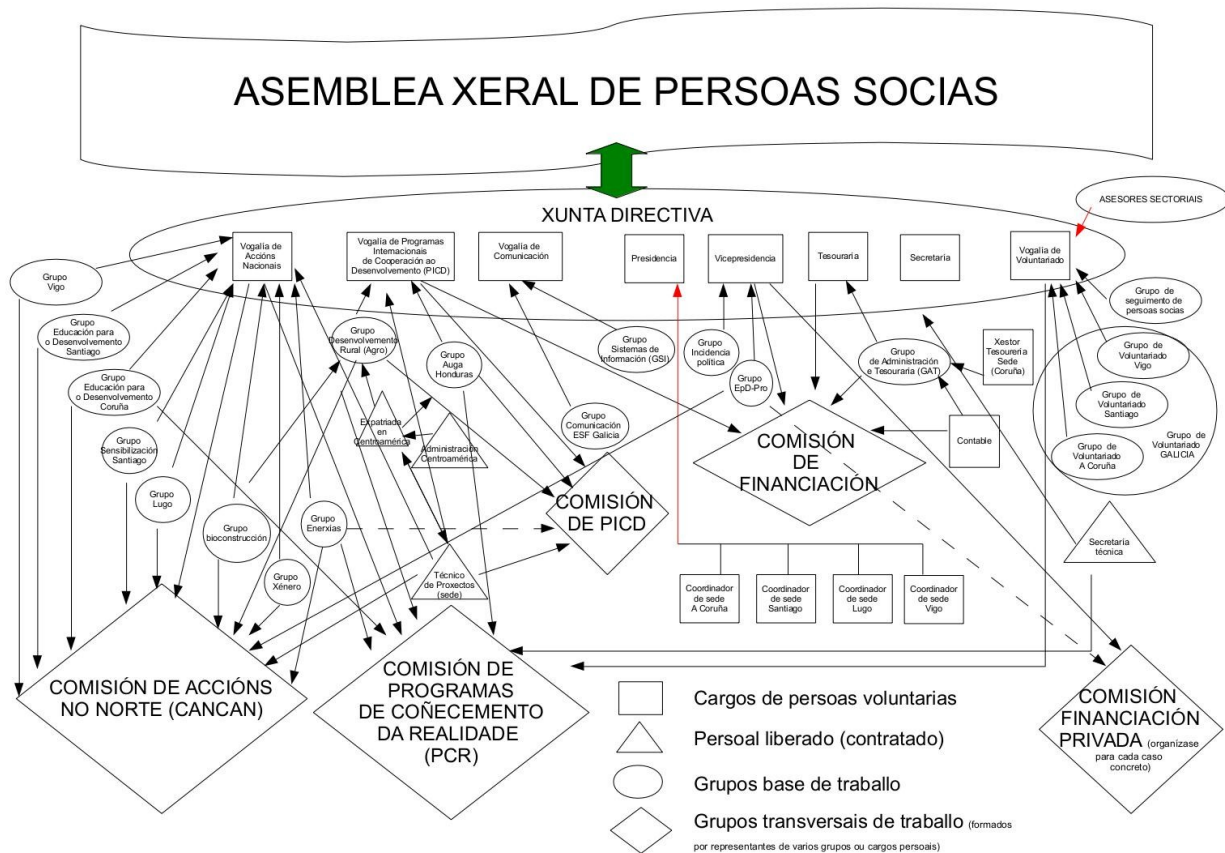 ASEMBLEA XERAL DE PERSOAS SOCIAS
XUNTA DIRECTIVA
ASESORES SECTORIAIS
Vogalía de
Accións
Nacionais
Vogalía de Programas
Internacionais
de Cooperación ao
Desenvolvemento (PICD)
Vogalía de
Comunicación
Presidencia
Vicepresidencia
Tesouraría
Secretaría
Vogalía de
Voluntariado
Grupo
Vigo
Grupo
Educación para
o Desenvolvemento
Santiago
Grupo
Educación para
o Desenvolvemento
Coruña
Grupo
Sensibilización
Santiago
Grupo
Lugo
Grupo
bioconstrucción
Grupo
Xénero
Grupo
Enerxías
Grupo
Desenvolvemento
Rural (Agro)
Grupo
Auga
Honduras
Expatriada
en
Centroamérica
Administración
Centroamérica
Técnico
de Proxectos
(sede)
Grupo
Sistemas de
Información (GSI)
Grupo
Comunicación
ESF Galicia
Grupo
Incidencia
política
Grupo
EpD-Pro
Grupo
de Administración
e Tesouraría (GAT)
Xestor
Tesourería
Sede
(Coruña)
Contable
Grupo de
seguimento de
persoas socias
Grupo de
Voluntariado
Vigo
Grupo de
Voluntariado
Santiago
Grupo de
Voluntariado
A Coruña
Grupo de
Voluntariado
GALICIA
Secretaría
técnica
COMISIÓN
DE
FINANCIACIÓN
COMISIÓN
DE PICD
Coordinador
de sede
A Coruña
Coordinador
de sede
Santiago
Coordinador
de sede
Lugo
Coordinador
de sede
Vigo
COMISIÓN DE ACCIÓNS
NO NORTE (CANCAN)
COMISIÓN DE
PROGRAMAS
DE COÑECEMENTO
DA REALIDADE
(PCR)
COMISIÓN
FINANCIACIÓN
PRIVADA (organízase
para cada caso
concreto)
Cargos de persoas voluntarias
Persoal liberado (contratado)
Grupos base de traballo
Grupos transversais de traballo (formados
por representantes de varios grupos ou cargos persoais)